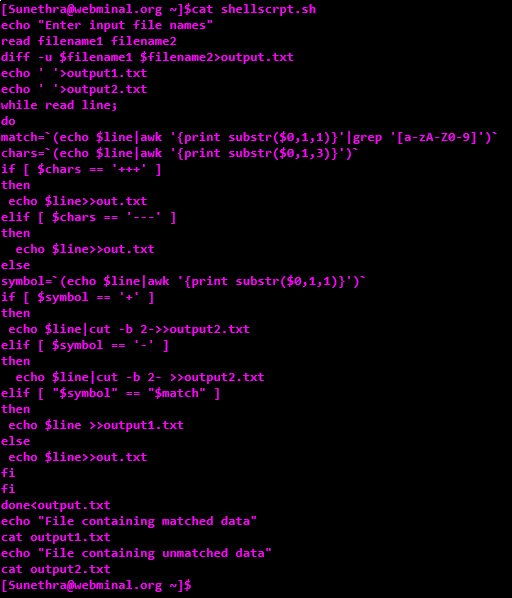 [Sunethra@webminal.org ~]$cat shellscrpt.sh
echo "Enter input file names"
read filename1 filename2
diff -u $filename1 $filename2>output.txt
echo ' '>output1.txt
echo ' '>output2.txt
while read line;
do
match=`(echo $line|awk '{print substr($0,1,1)}'|grep '[a-zA-Z0-9]')`
chars=`(echo $line|awk '{print substr($0,1,3)}')`
if [ $chars == '+++' ]
then
 echo $line>>out.txt
elif [ $chars == '---' ]
then
  echo $line>>out.txt
else
symbol=`(echo $line|awk '{print substr($0,1,1)}')`
if [ $symbol == '+' ]
then
 echo $line|cut -b 2->>output2.txt
elif [ $symbol == '-' ]
then
  echo $line|cut -b 2- >>output2.txt
elif [ "$symbol" == "$match" ]
then
 echo $line >>output1.txt
else
 echo $line>>out.txt
fi
fi
done<output.txt
echo "File containing matched data"
cat output1.txt
echo "File containing unmatched data"
cat output2.txt
[Sunethra@webminal.org ~]$